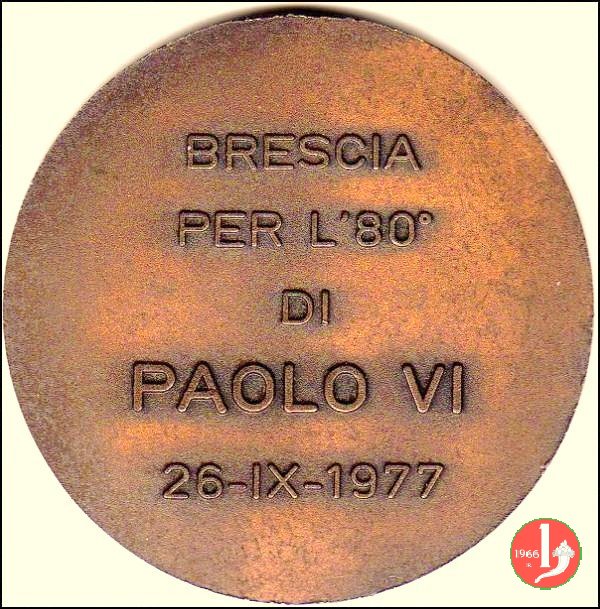 BRESCIA
PER L'80°
DI
PAOLO VI
26-IX-1977
1966